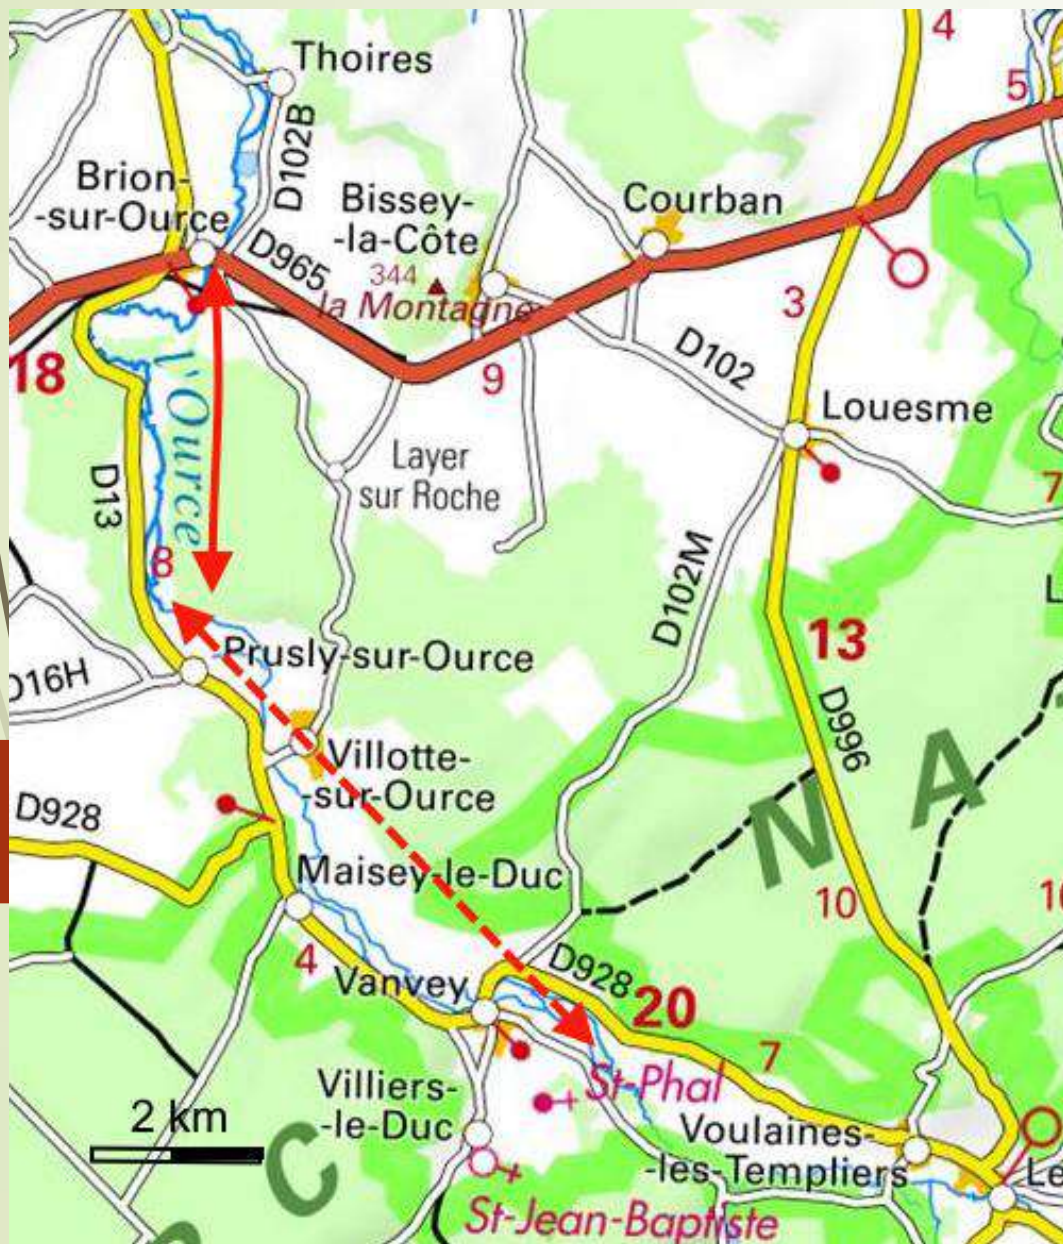 4
Thoires
5
D102B
Brion-
-sur-Ource
Bissey-
-la-Côte
Courban
D965
344
la Montagne
3
18
9
D102
l'Ource
Louesme
Layer
sur Roche
D13
7
8
D102M
L
13
Prusly-sur-Ource
D16H
D996
Villotte-
-sur-Ource
N
A
D928
Maisey-le-Duc
10
10
4
Vanvey
D928
20
7
St-Phal
Villiers-
-le-Duc
2 km
Voulaines-
-les-Templiers
Le
C
St-Jean-Baptiste